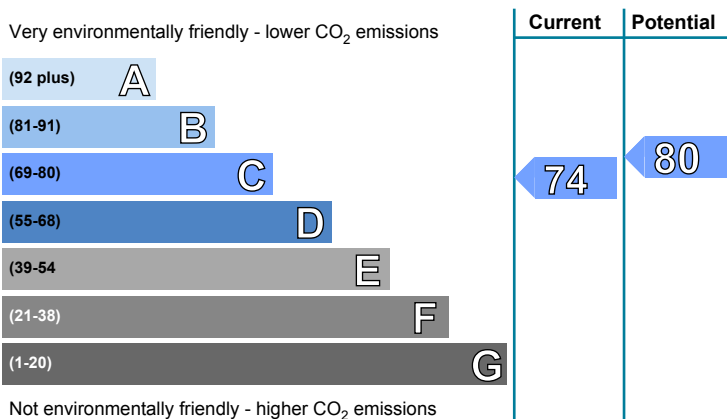 Very environmentally friendly - lower CO2 emissions
Current
Potential
(92 plus) A
(81-91) B
(69-80) C
74
80
(55-68) D
(39-54 E
(21-38) F
(1-20) G
Not environmentally friendly - higher CO2 emissions